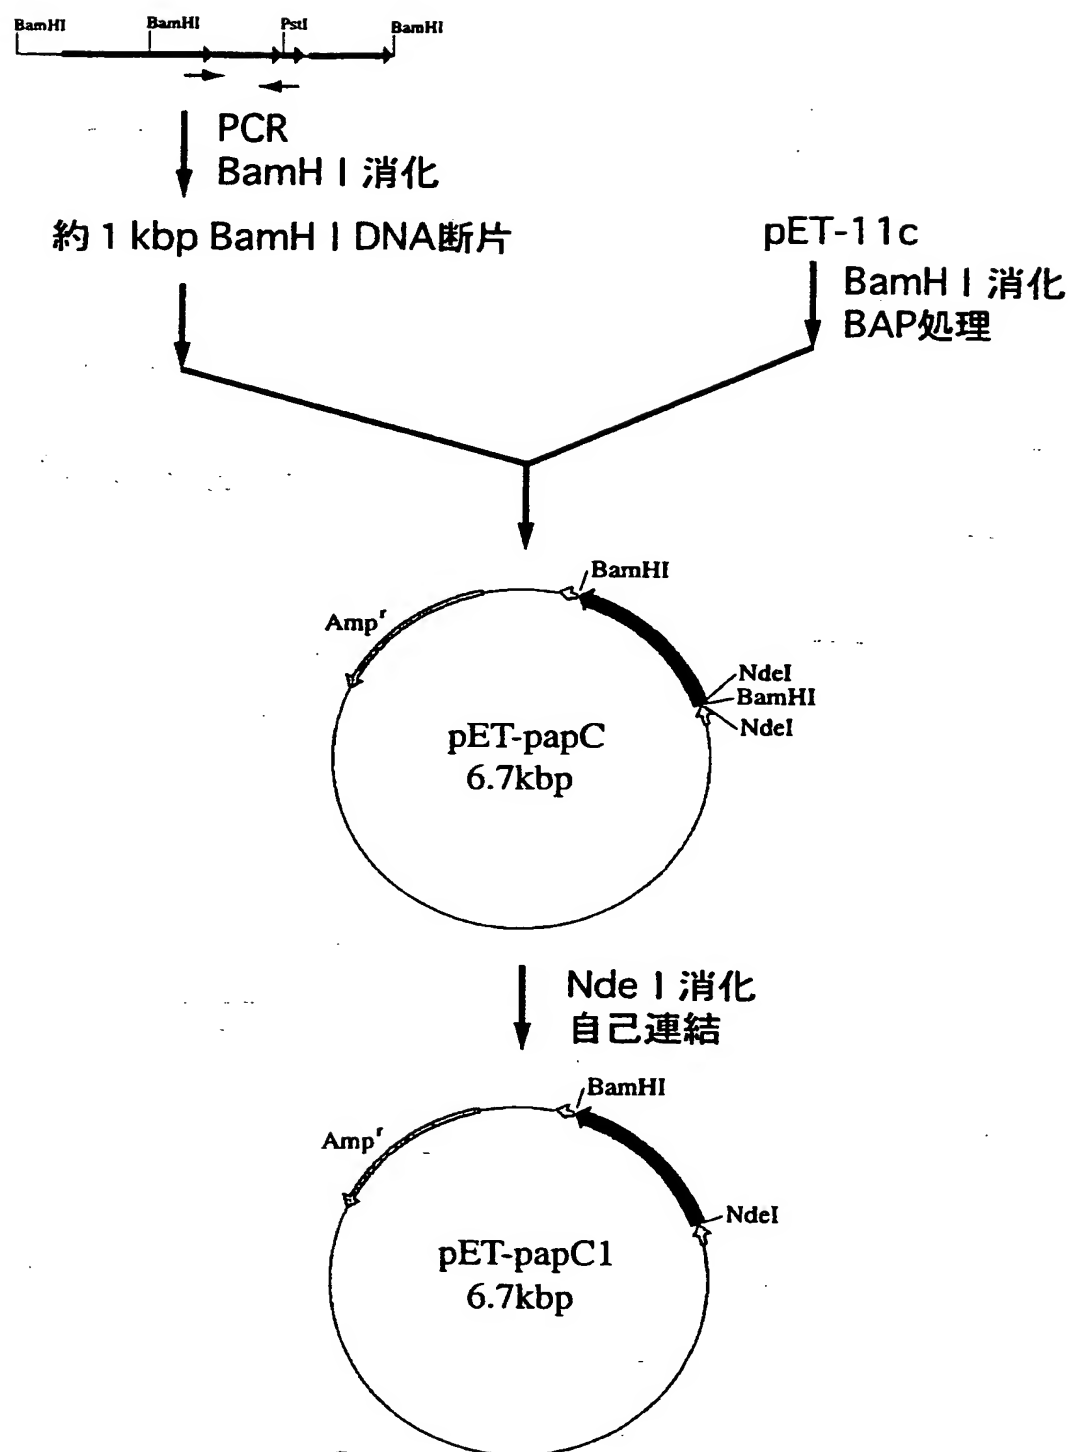 BamHI BamHI PstI BamHI
PCR
BamH I 消化
約 1 kbp BamH I DNA断片
pET-11c
BamH I 消化
BAP処理
BamHI
Ampʳ
NdeI
BamHI
NdeI
pET-papC
6.7kbp
Nde I 消化
自己連結
BamHI
Ampʳ
NdeI
pET-papC1
6.7kbp